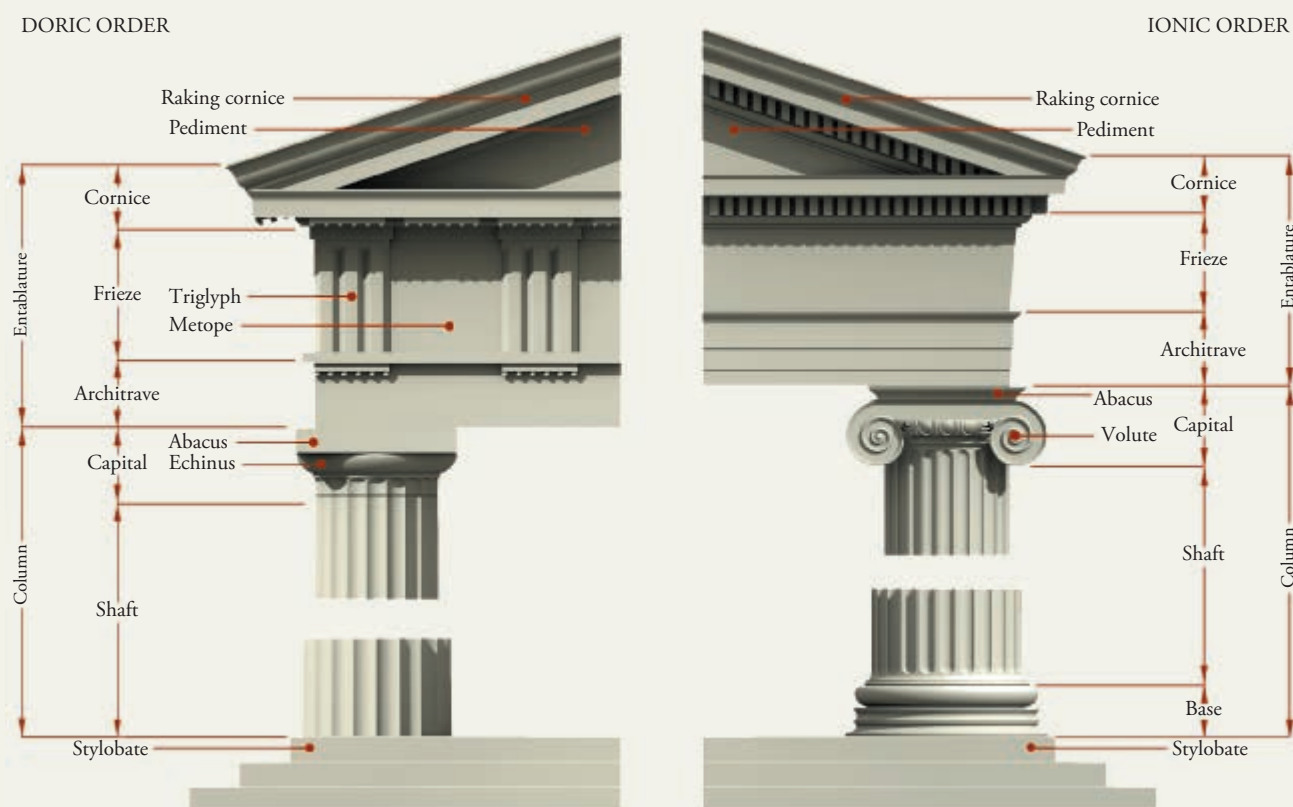 DORIC ORDER
Raking cornice
Pediment
Cornice
Frieze
Triglyph
Metope
Entablature
Architrave
Abacus
Echinus
Capital
Column
Shaft
Stylobate
IONIC ORDER
Raking cornice
Pediment
Cornice
Frieze
Entablature
Architrave
Abacus
Capital
Volute
Shaft
Column
Base
Stylobate